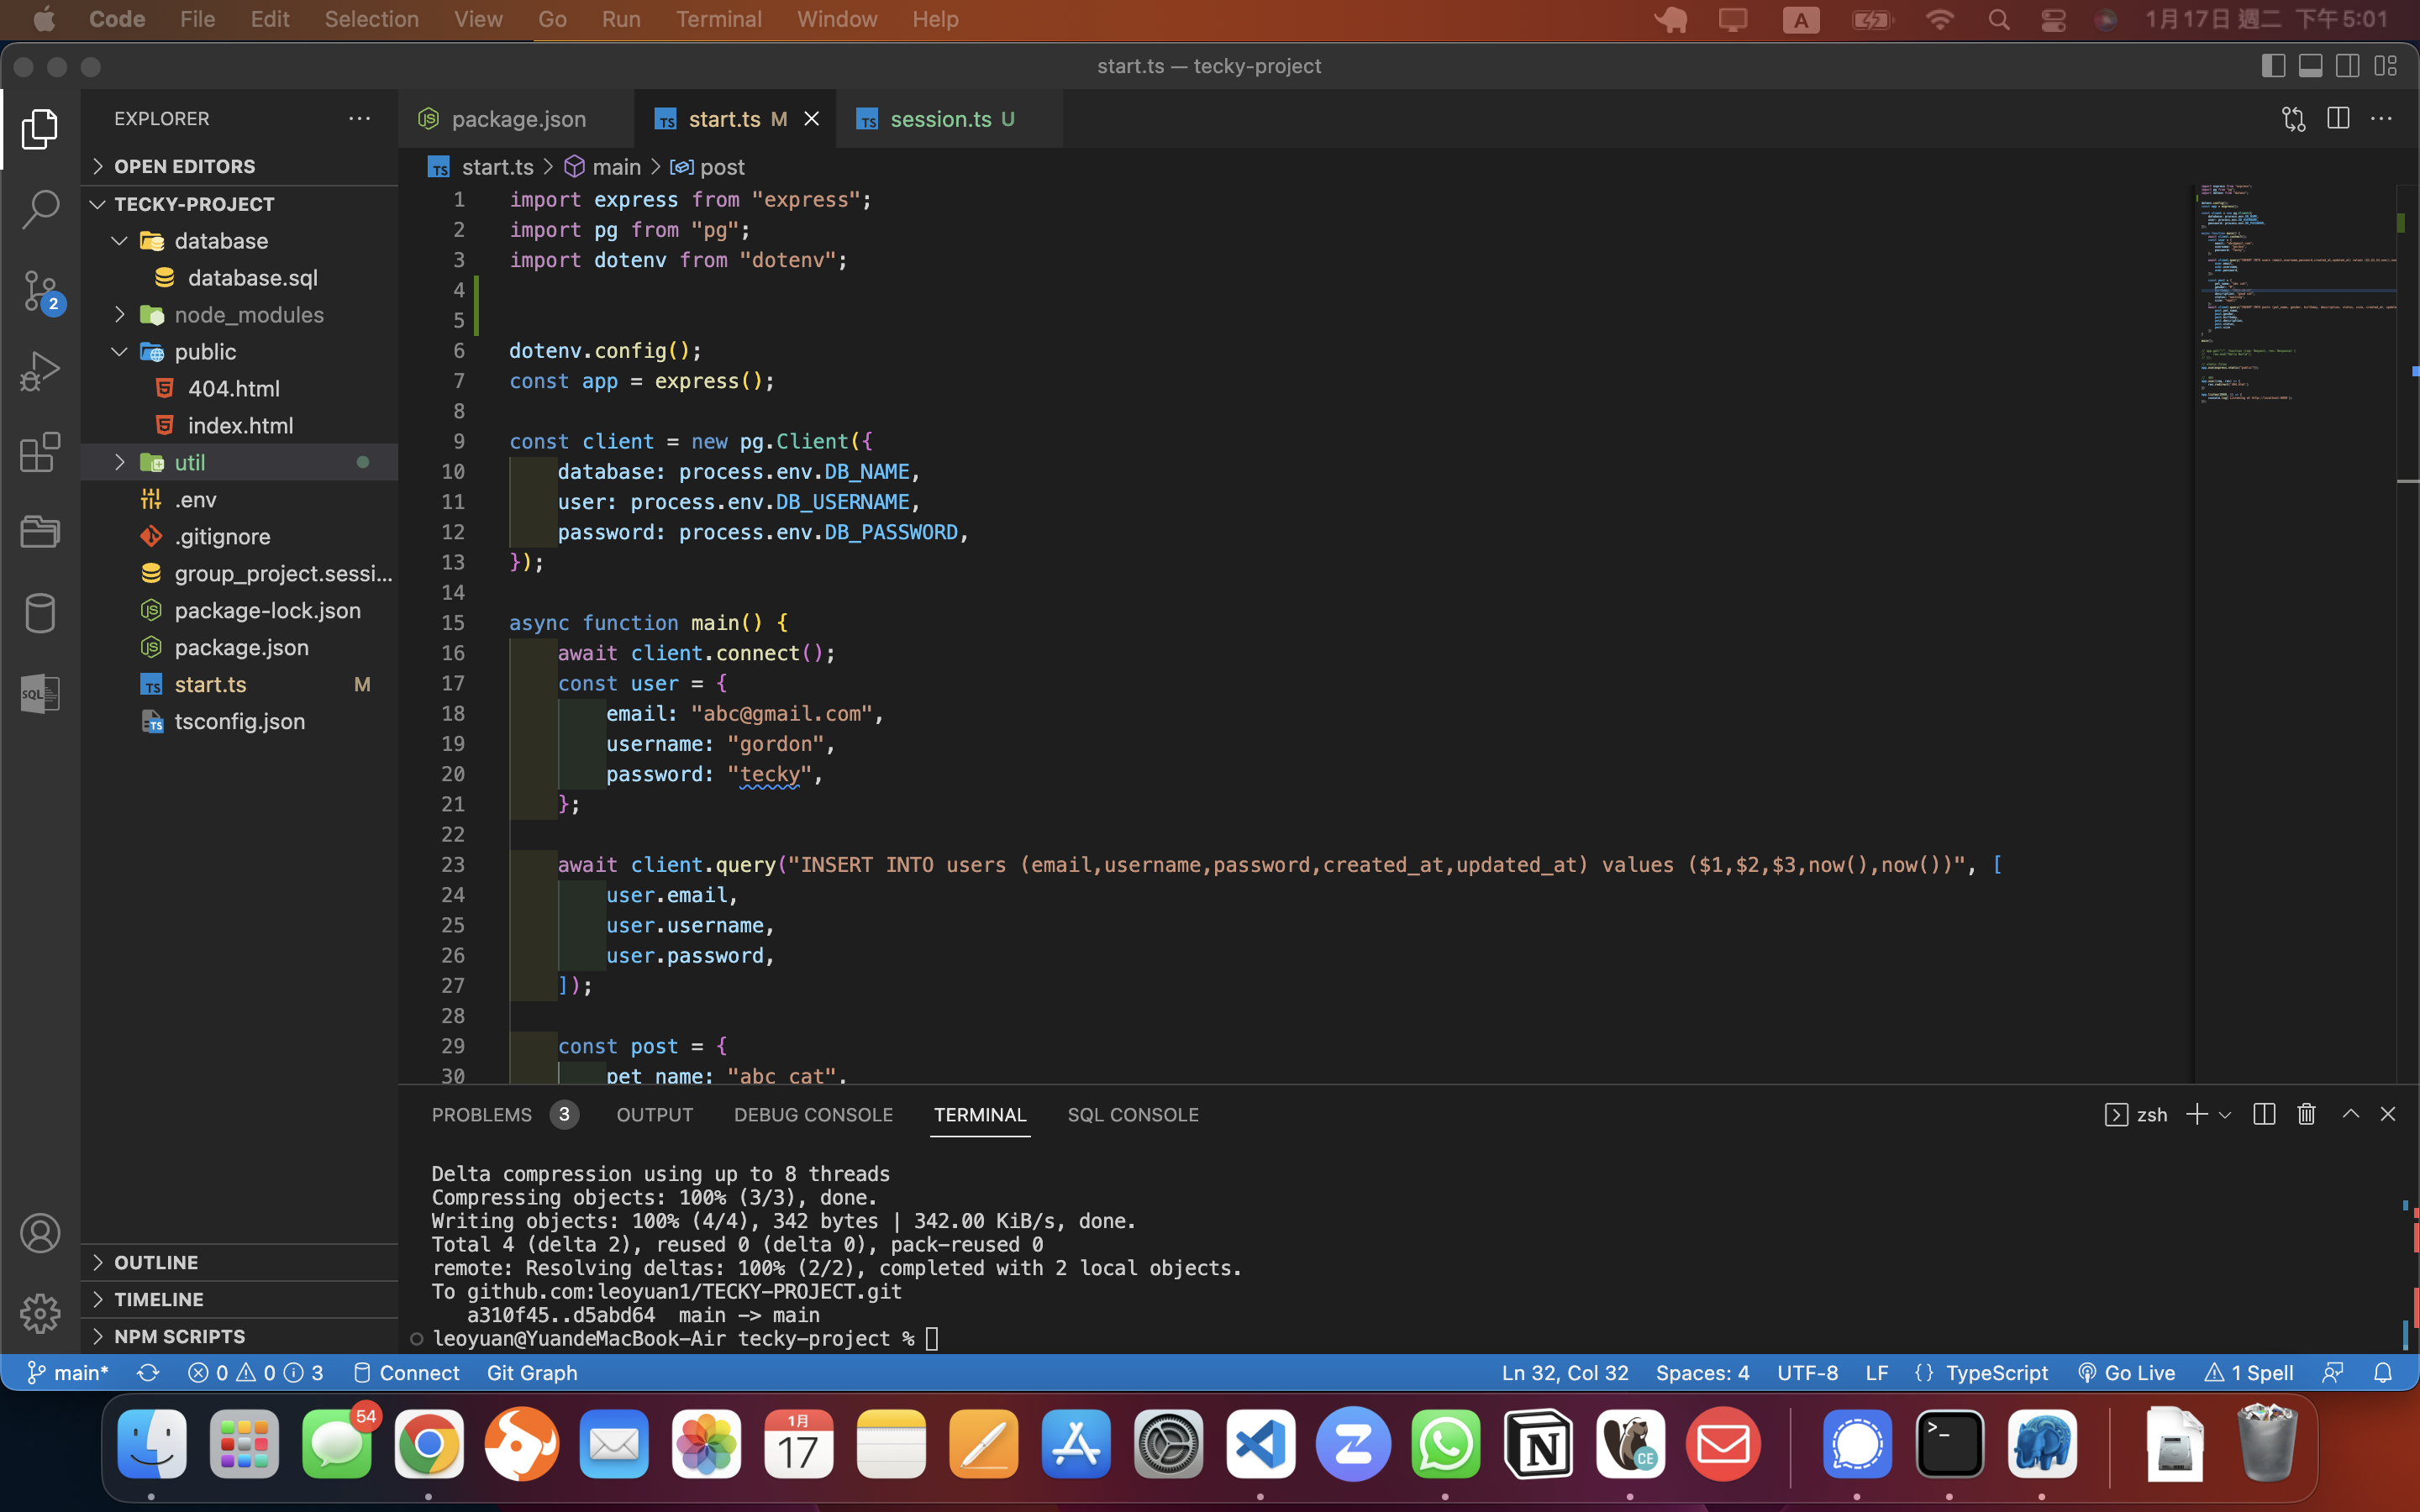 Code File Edit Selection View Go Run Terminal Window Help A 1月17日 週二 下午5:01
start.ts — tecky-project
EXPLORER ···
OPEN EDITORS
TECKY-PROJECT
database
database.sql
node_modules
public
404.html
index.html
util
.env
.gitignore
group_project.sessi...
package-lock.json
package.json
start.ts M
tsconfig.json
OUTLINE
TIMELINE
NPM SCRIPTS
2
SQL
package.json
TS start.ts M
TS session.ts U
TS start.ts > main > post
1 import express from "express";
2 import pg from "pg";
3 import dotenv from "dotenv";
4
5
6 dotenv.config();
7 const app = express();
8
9 const client = new pg.Client({
10 database: process.env.DB_NAME,
11 user: process.env.DB_USERNAME,
12 password: process.env.DB_PASSWORD,
13 });
14
15 async function main() {
16 await client.connect();
17 const user = {
18 email: "abc@gmail.com",
19 username: "gordon",
20 password: "tecky",
21 };
22
23 await client.query("INSERT INTO users (email,username,password,created_at,updated_at) values ($1,$2,$3,now(),now())", [
24 user.email,
25 user.username,
26 user.password,
27 ]);
28
29 const post = {
30 pet_name: "abc cat",
PROBLEMS 3 OUTPUT DEBUG CONSOLE TERMINAL SQL CONSOLE zsh
Delta compression using up to 8 threads
Compressing objects: 100% (3/3), done.
Writing objects: 100% (4/4), 342 bytes | 342.00 KiB/s, done.
Total 4 (delta 2), reused 0 (delta 0), pack-reused 0
remote: Resolving deltas: 100% (2/2), completed with 2 local objects.
To github.com:leoyuan1/TECKY-PROJECT.git
a310f45..d5abd64 main -> main
leoyuan@YuandeMacBook-Air tecky-project %
main* 0 0 3 Connect Git Graph Ln 32, Col 32 Spaces: 4 UTF-8 LF {} TypeScript Go Live 1 Spell
54
1月
17
CE